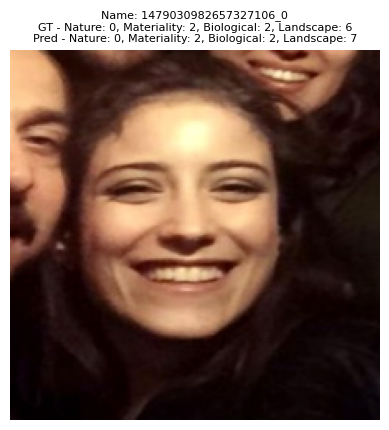 Name: 1479030982657327106_0
GT - Nature: 0, Materiality: 2, Biological: 2, Landscape: 6
Pred - Nature: 0, Materiality: 2, Biological: 2, Landscape: 7